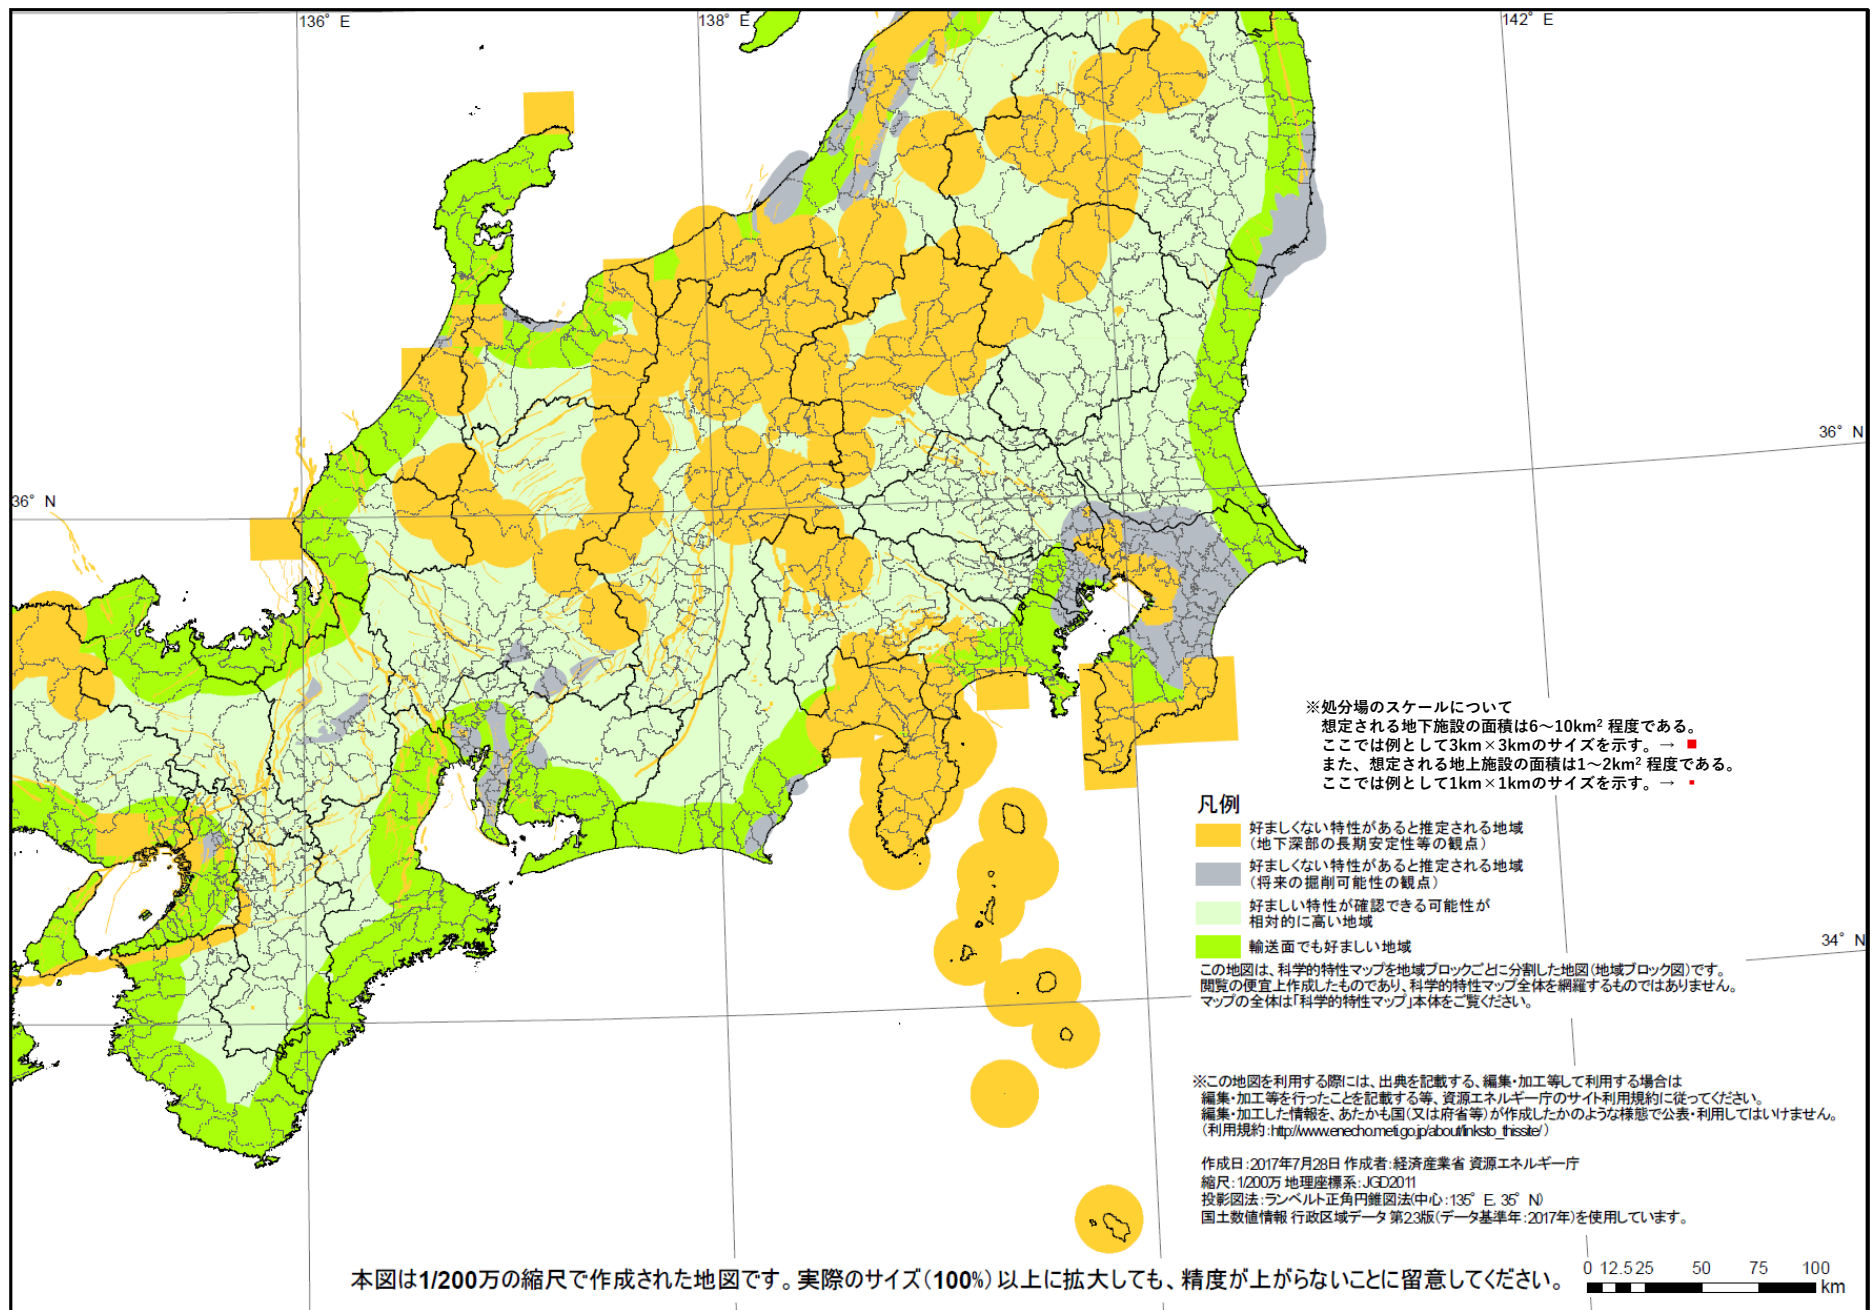 136° E
138° E
142° E
36° N
36° N
※処分場のスケールについて
想定される地下施設の面積は6～10km² 程度である。
ここでは例として3km×3kmのサイズを示す。→
また、想定される地上施設の面積は1～2km² 程度である。
ここでは例として1km×1kmのサイズを示す。→
凡例
好ましくない特性があると推定される地域
（地下深部の長期安定性等の観点）
好ましくない特性があると推定される地域
（将来の掘削可能性の観点）
好ましい特性が確認できる可能性が
相対的に高い地域
輸送面でも好ましい地域
34° N
この地図は、科学的特性マップを地域ブロックごとに分割した地図（地域ブロック図）です。
閲覧の便宜上作成したものであり、科学的特性マップ全体を網羅するものではありません。
マップの全体は「科学的特性マップ」本体をご覧ください。
※この地図を利用する際には、出典を記載する、編集・加工等して利用する場合は
編集・加工等を行ったことを記載する等、資源エネルギー庁のサイト利用規約に従ってください。
編集・加工した情報を、あたかも国（又は府省等）が作成したかのような様態で公表・利用してはいけません。
（利用規約：http://www.enecho.meti.go.jp/about/linksto_thissite/）
作成日：2017年7月28日 作成者：経済産業省 資源エネルギー庁
縮尺：1/200万 地理座標系：JGD2011
投影図法：ランベルト正角円錐図法（中心：135° E, 35° N）
国土数値情報 行政区域データ 第2.3版（データ基準年：2017年）を使用しています。
本図は1/200万の縮尺で作成された地図です。実際のサイズ（100%）以上に拡大しても、精度が上がらないことに留意してください。
0 12.5 25 50 75 100
km